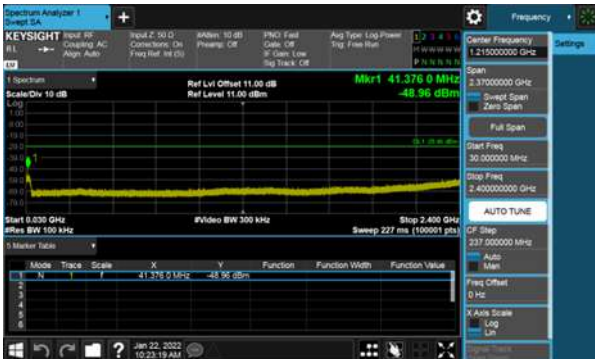 Spectrum Analyzer 1
Swept SA
+
Frequency
KEYSIGHT
Input: RF
Coupling: AC
Align: Auto
Input Z: 50 Ω
Corrections: On
Freq Ref: Int (S)
#Atten: 10 dB
Preamp: Off
PNO: Fast
Gate: Off
IF Gain: Low
Sig Track: Off
Avg Type: Log-Power
Trig: Free Run
Center Frequency
1.215000000 GHz
Settings
Span
2.37000000 GHz
Swept Span
Zero Span
Full Span
Start Freq
30.000000 MHz
Stop Freq
2.400000000 GHz
AUTO TUNE
CF Step
237.000000 MHz
Auto
Man
Freq Offset
0 Hz
X Axis Scale
Log
Lin
Signal Track
1 Spectrum
Scale/Div 10 dB
Log
Ref Lvl Offset 11.00 dB
Ref Level 11.00 dBm
Mkr1 41.376 0 MHz
-48.96 dBm
1.00
1
Start 0.030 GHz
#Res BW 100 kHz
#Video BW 300 kHz
Stop 2.400 GHz
Sweep 227 ms (100001 pts)
5 Marker Table
Mode Trace Scale X Y Function Function Width Function Value
1 N 1 f 41.376 0 MHz -48.96 dBm
2
3
4
5
6
Jan 22, 2022
10:23:19 AM